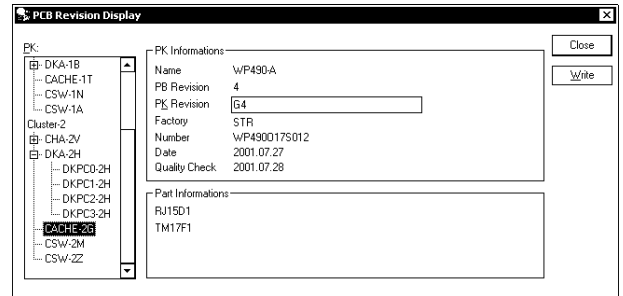 PCB Revision Display
PK:
DKA-1B
CACHE-1T
CSW-1N
CSW-1A
Cluster-2
CHA-2V
DKA-2H
DKPC0-2H
DKPC1-2H
DKPC2-2H
DKPC3-2H
CACHE-2G
CSW-2M
CSW-2Z
PK Informations
Name WP490-A
PB Revision 4
PK Revision G4
Factory STR
Number WP490017S012
Date 2001.07.27
Quality Check 2001.07.28
Part Informations
RJ15D1
TM17F1
Close
Write